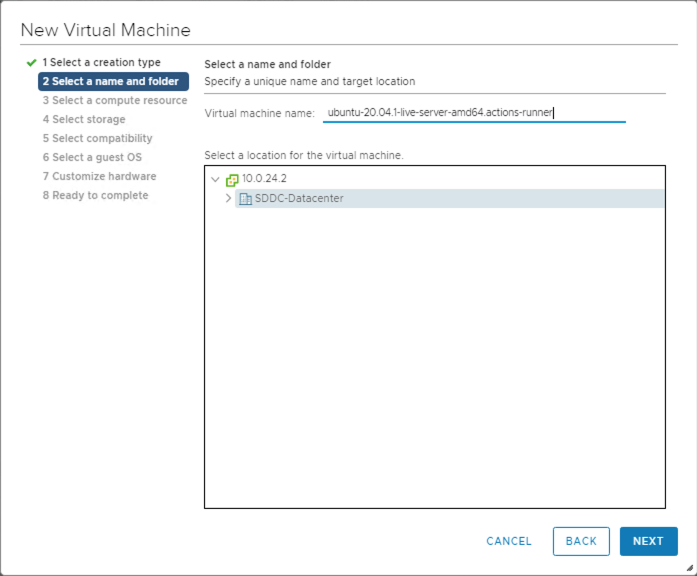 New Virtual Machine
1 Select a creation type
2 Select a name and folder
3 Select a compute resource
4 Select storage
5 Select compatibility
6 Select a guest OS
7 Customize hardware
8 Ready to complete
Select a name and folder
Specify a unique name and target location
Virtual machine name: ubuntu-20.04.1-live-server-amd64.actions-runner
Select a location for the virtual machine.
10.0.24.2
SDDC-Datacenter
CANCEL BACK NEXT